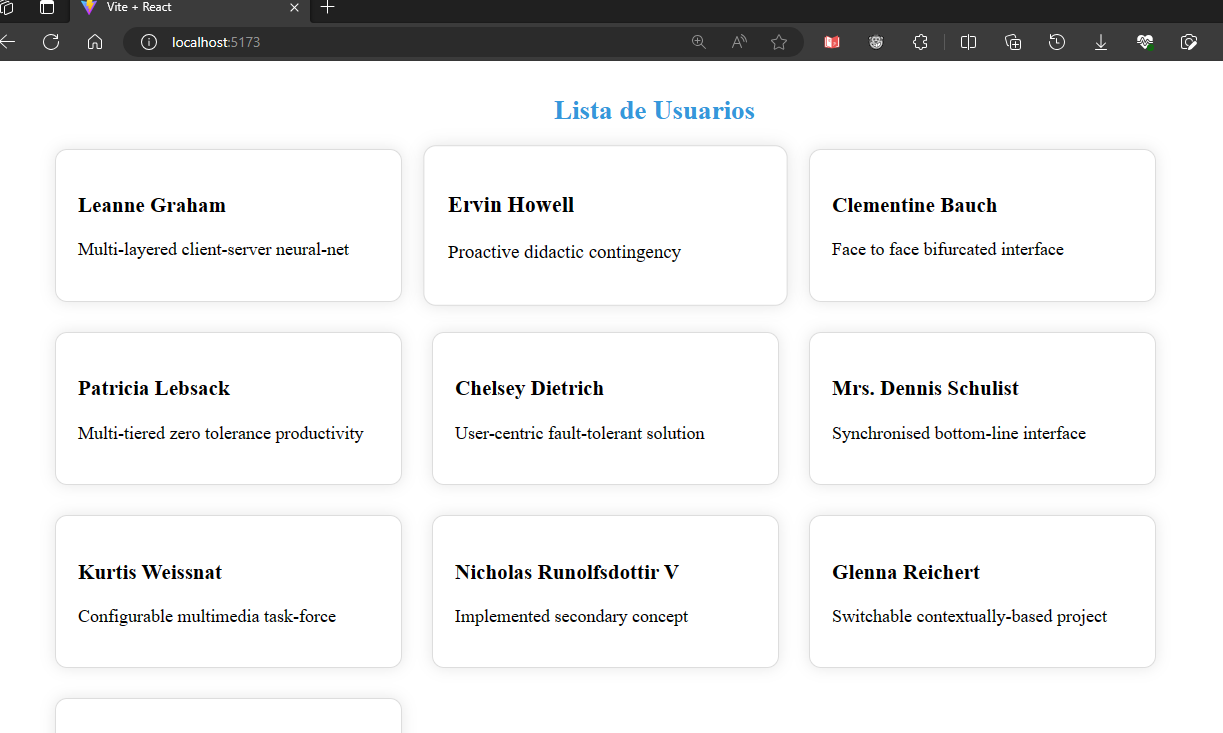 Vite + React
localhost:5173
Lista de Usuarios
Leanne Graham
Multi-layered client-server neural-net
Ervin Howell
Proactive didactic contingency
Clementine Bauch
Face to face bifurcated interface
Patricia Lebsack
Multi-tiered zero tolerance productivity
Chelsey Dietrich
User-centric fault-tolerant solution
Mrs. Dennis Schulist
Synchronised bottom-line interface
Kurtis Weissnat
Configurable multimedia task-force
Nicholas Runolfsdottir V
Implemented secondary concept
Glenna Reichert
Switchable contextually-based project